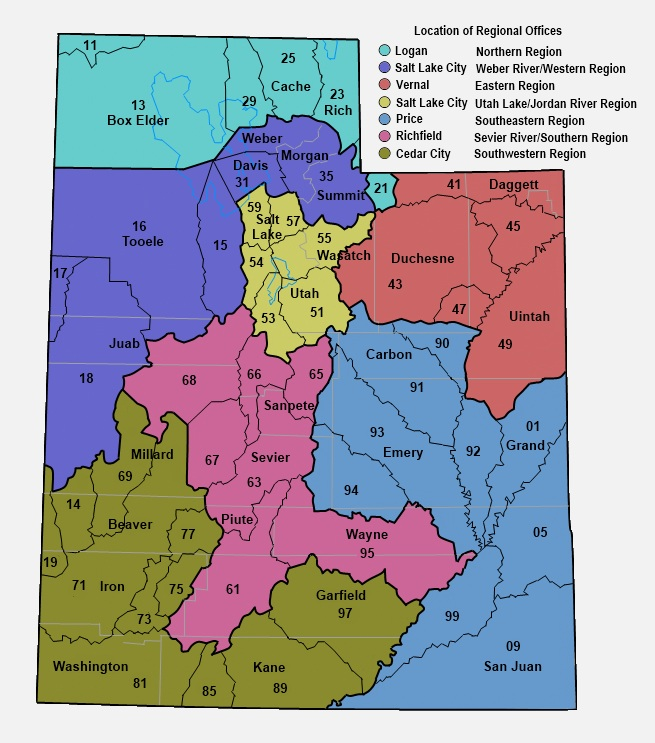 Location of Regional Offices
Logan Northern Region
Salt Lake City Weber River/Western Region
Vernal Eastern Region
Salt Lake City Utah Lake/Jordan River Region
Price Southeastern Region
Richfield Sevier River/Southern Region
Cedar City Southwestern Region
11
25
Cache
23
Rich
29
13
Box Elder
Weber
Morgan
Davis
31
35
Summit
21
41
Daggett
45
59
57
Salt
Lake
16
Tooele
15
55
Wasatch
54
Duchesne
43
17
Utah
51
53
47
Uintah
49
Juab
18
68
66
65
Carbon
90
91
Sanpete
01
Grand
93
Emery
92
Millard
69
67
Sevier
63
94
14
Beaver
77
Piute
Wayne
95
05
19
71 Iron
75
73
61
Garfield
97
99
09
San Juan
Washington
81
85
Kane
89